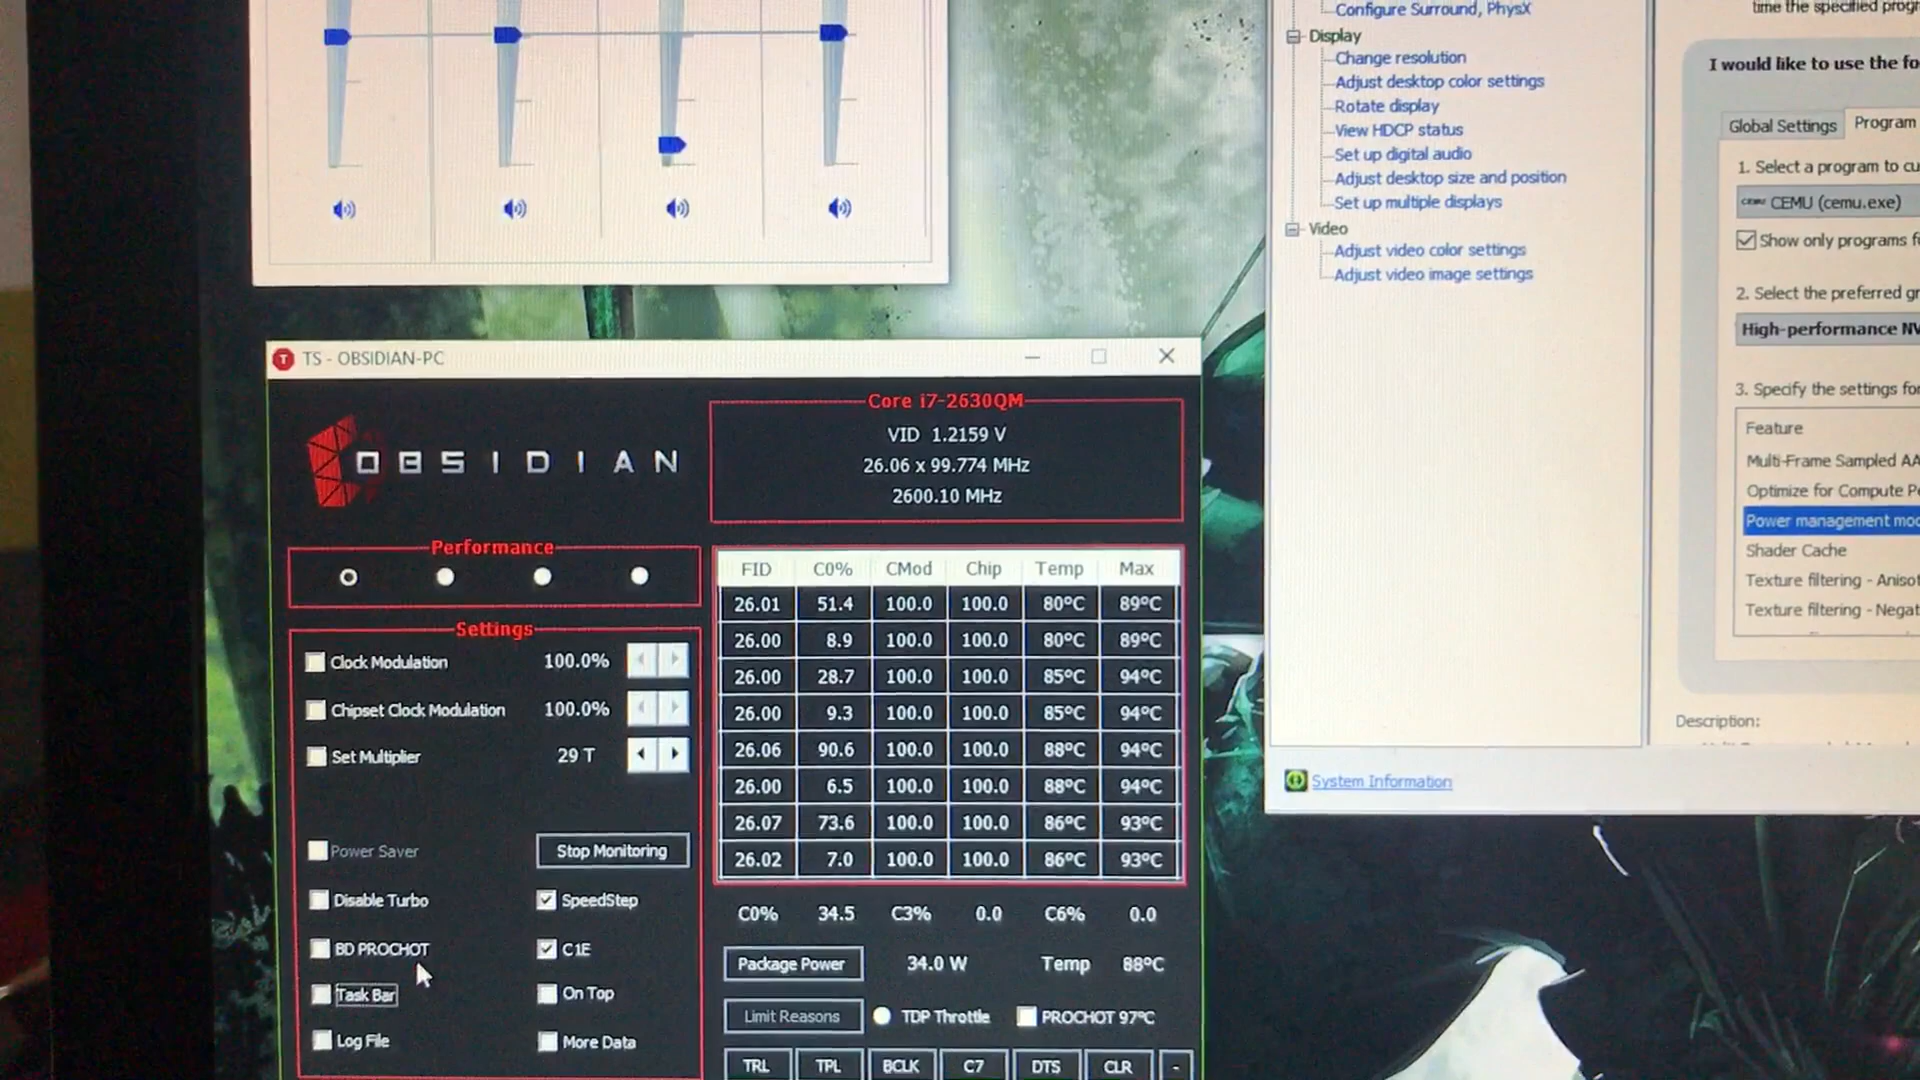 Configure Surround, PhysX
Display
Change resolution
Adjust desktop color settings
Rotate display
View HDCP status
Set up digital audio
Adjust desktop size and position
Set up multiple displays
Video
Adjust video color settings
Adjust video image settings
System Information
time the specified progr
I would like to use the fo
Global Settings
Program
1. Select a program to cu
CEMU (cemu.exe)
Show only programs f
2. Select the preferred gr
High-performance NV
3. Specify the settings for
Feature
Multi-Frame Sampled AA
Optimize for Compute Pe
Power management mod
Shader Cache
Texture filtering - Anisot
Texture filtering - Negat
Description:
TS - OBSIDIAN-PC
OBSIDIAN
Core i7-2630QM
VID 1.2159 V
26.06 x 99.774 MHz
2600.10 MHz
Performance
Settings
Clock Modulation 100.0%
Chipset Clock Modulation 100.0%
Set Multiplier 29 T
Power Saver
Stop Monitoring
Disable Turbo
SpeedStep
BD PROCHOT
C1E
Task Bar
On Top
Log File
More Data
FID C0% CMod Chip Temp Max
26.01 51.4 100.0 100.0 80°C 89°C
26.00 8.9 100.0 100.0 80°C 89°C
26.00 28.7 100.0 100.0 85°C 94°C
26.00 9.3 100.0 100.0 85°C 94°C
26.06 90.6 100.0 100.0 88°C 94°C
26.00 6.5 100.0 100.0 88°C 94°C
26.07 73.6 100.0 100.0 86°C 93°C
26.02 7.0 100.0 100.0 86°C 93°C
C0% 34.5 C3% 0.0 C6% 0.0
Package Power 34.0 W Temp 88°C
Limit Reasons TDP Throttle PROCHOT 97°C
TRL TPL BCLK C7 DTS CLR -